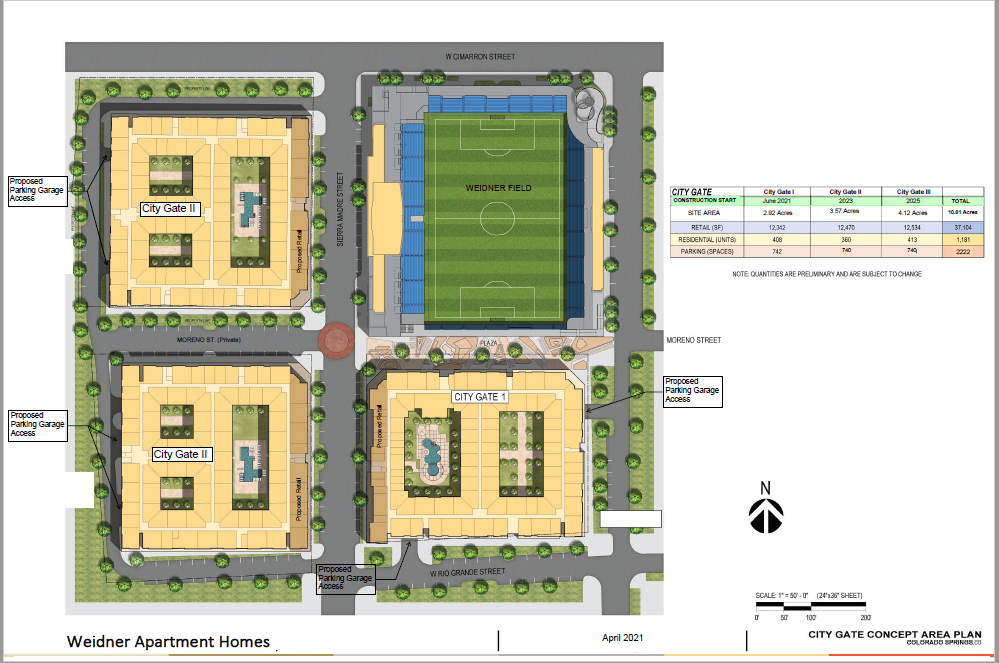 W CIMARRON STREET
PROPERTY LINE
Proposed
Parking Garage
Access
City Gate II
Proposed Retail
SIERRA MADRE STREET
WEIDNER FIELD
CITY GATE
City Gate I
City Gate II
City Gate III
CONSTRUCTION START
June 2021
2023
2025
TOTAL
SITE AREA
2.92 Acres
3.57 Acres
4.12 Acres
10.61 Acres
RETAIL (SF)
12,342
12,470
12,534
37,104
RESIDENTIAL (UNITS)
408
360
413
1,181
PARKING (SPACES)
742
740
740
2222
NOTE: QUANTITIES ARE PRELIMINARY AND ARE SUBJECT TO CHANGE
PROPERTY LINE
MORENO ST. (Private)
PLAZA
MORENO STREET
Proposed
Parking Garage
Access
CITY GATE 1
Proposed Retail
Proposed
Parking Garage
Access
City Gate II
Proposed Retail
N
Proposed
Parking Garage
Access
W RIO GRANDE STREET
SCALE: 1" = 50'- 0" (24"x36" SHEET)
0' 50' 100' 200'
Weidner Apartment Homes
April 2021
CITY GATE CONCEPT AREA PLAN
COLORADO SPRINGS.CO